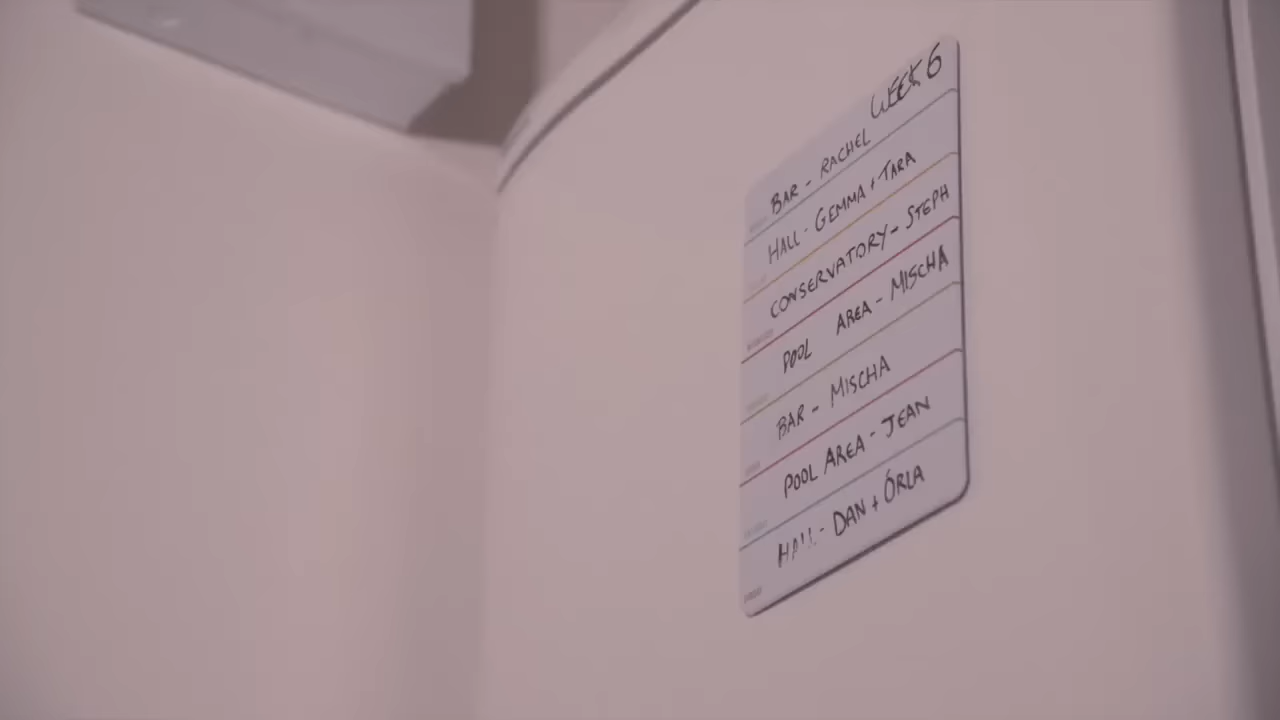 WEEK 6
BAR - RACHEL
HALL - GEMMA + TARA
CONSERVATORY - STEPH
POOL AREA - MISCHA
BAR - MISCHA
POOL AREA - JEAN
HALL - DAN + ÓRLA